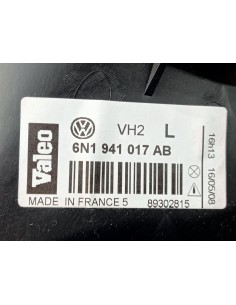 Valeo
VH2 L
6N1 941 017 AB
MADE IN FRANCE 5 89302815
16h13 16/05/08